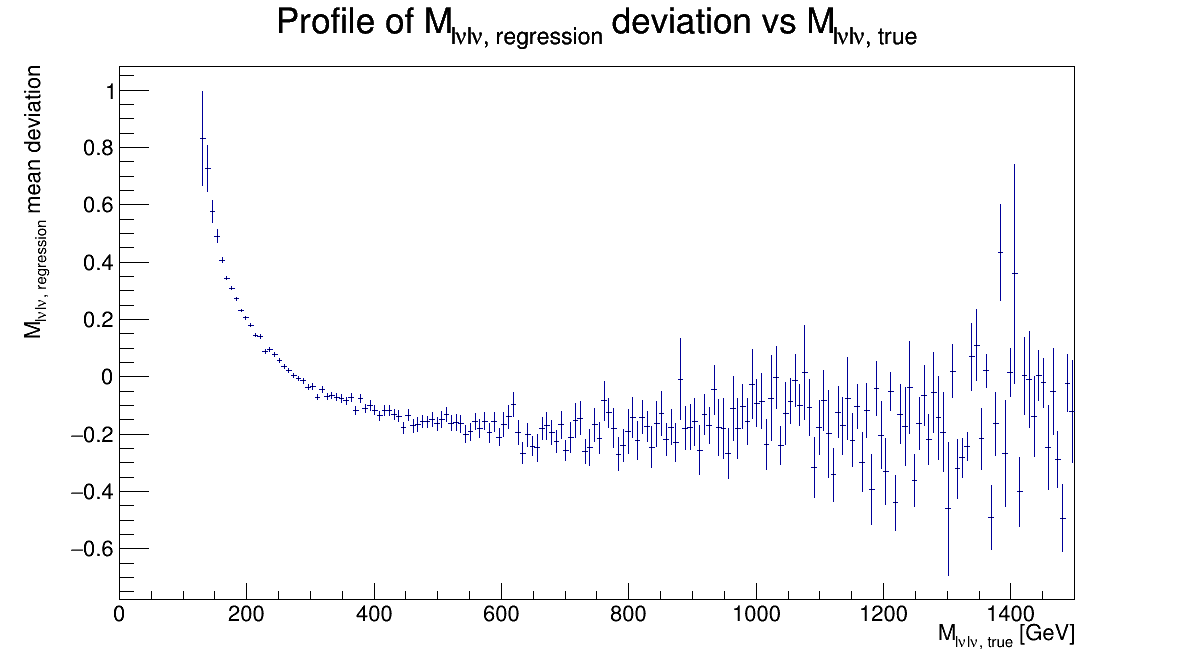 Profile of M_lνlν, regression deviation vs M_lνlν, true
M_lνlν, regression mean deviation
1
0.8
0.6
0.4
0.2
0
−0.2
−0.4
−0.6
0 200 400 600 800 1000 1200 1400
M_lνlν, true [GeV]